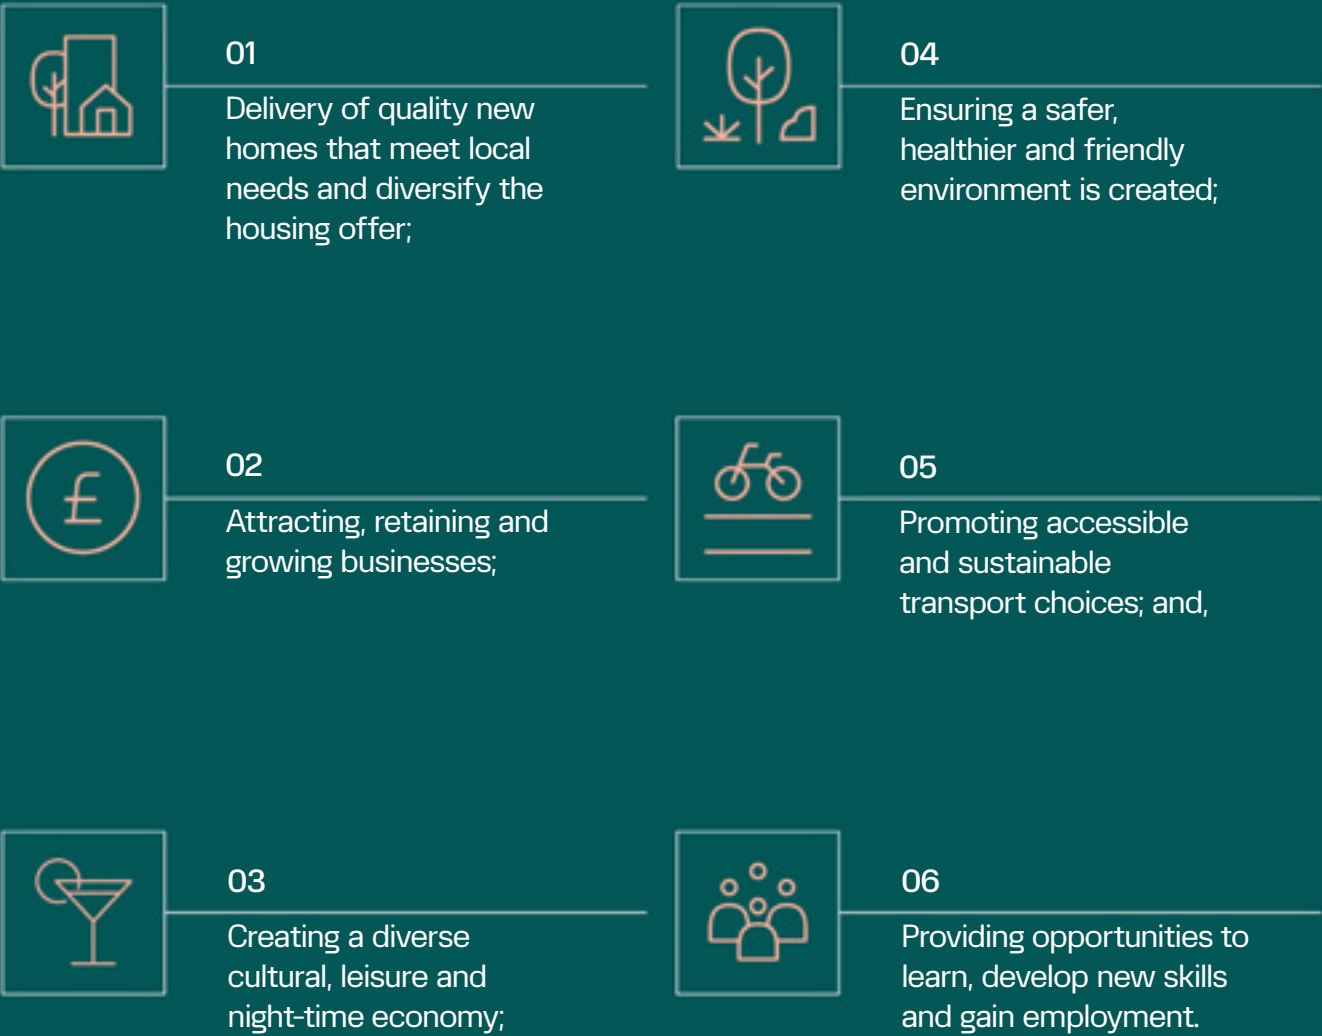 01
Delivery of quality new
homes that meet local
needs and diversify the
housing offer;
02
Attracting, retaining and
growing businesses;
03
Creating a diverse
cultural, leisure and
night-time economy;
04
Ensuring a safer,
healthier and friendly
environment is created;
05
Promoting accessible
and sustainable
transport choices; and,
06
Providing opportunities to
learn, develop new skills
and gain employment.
£